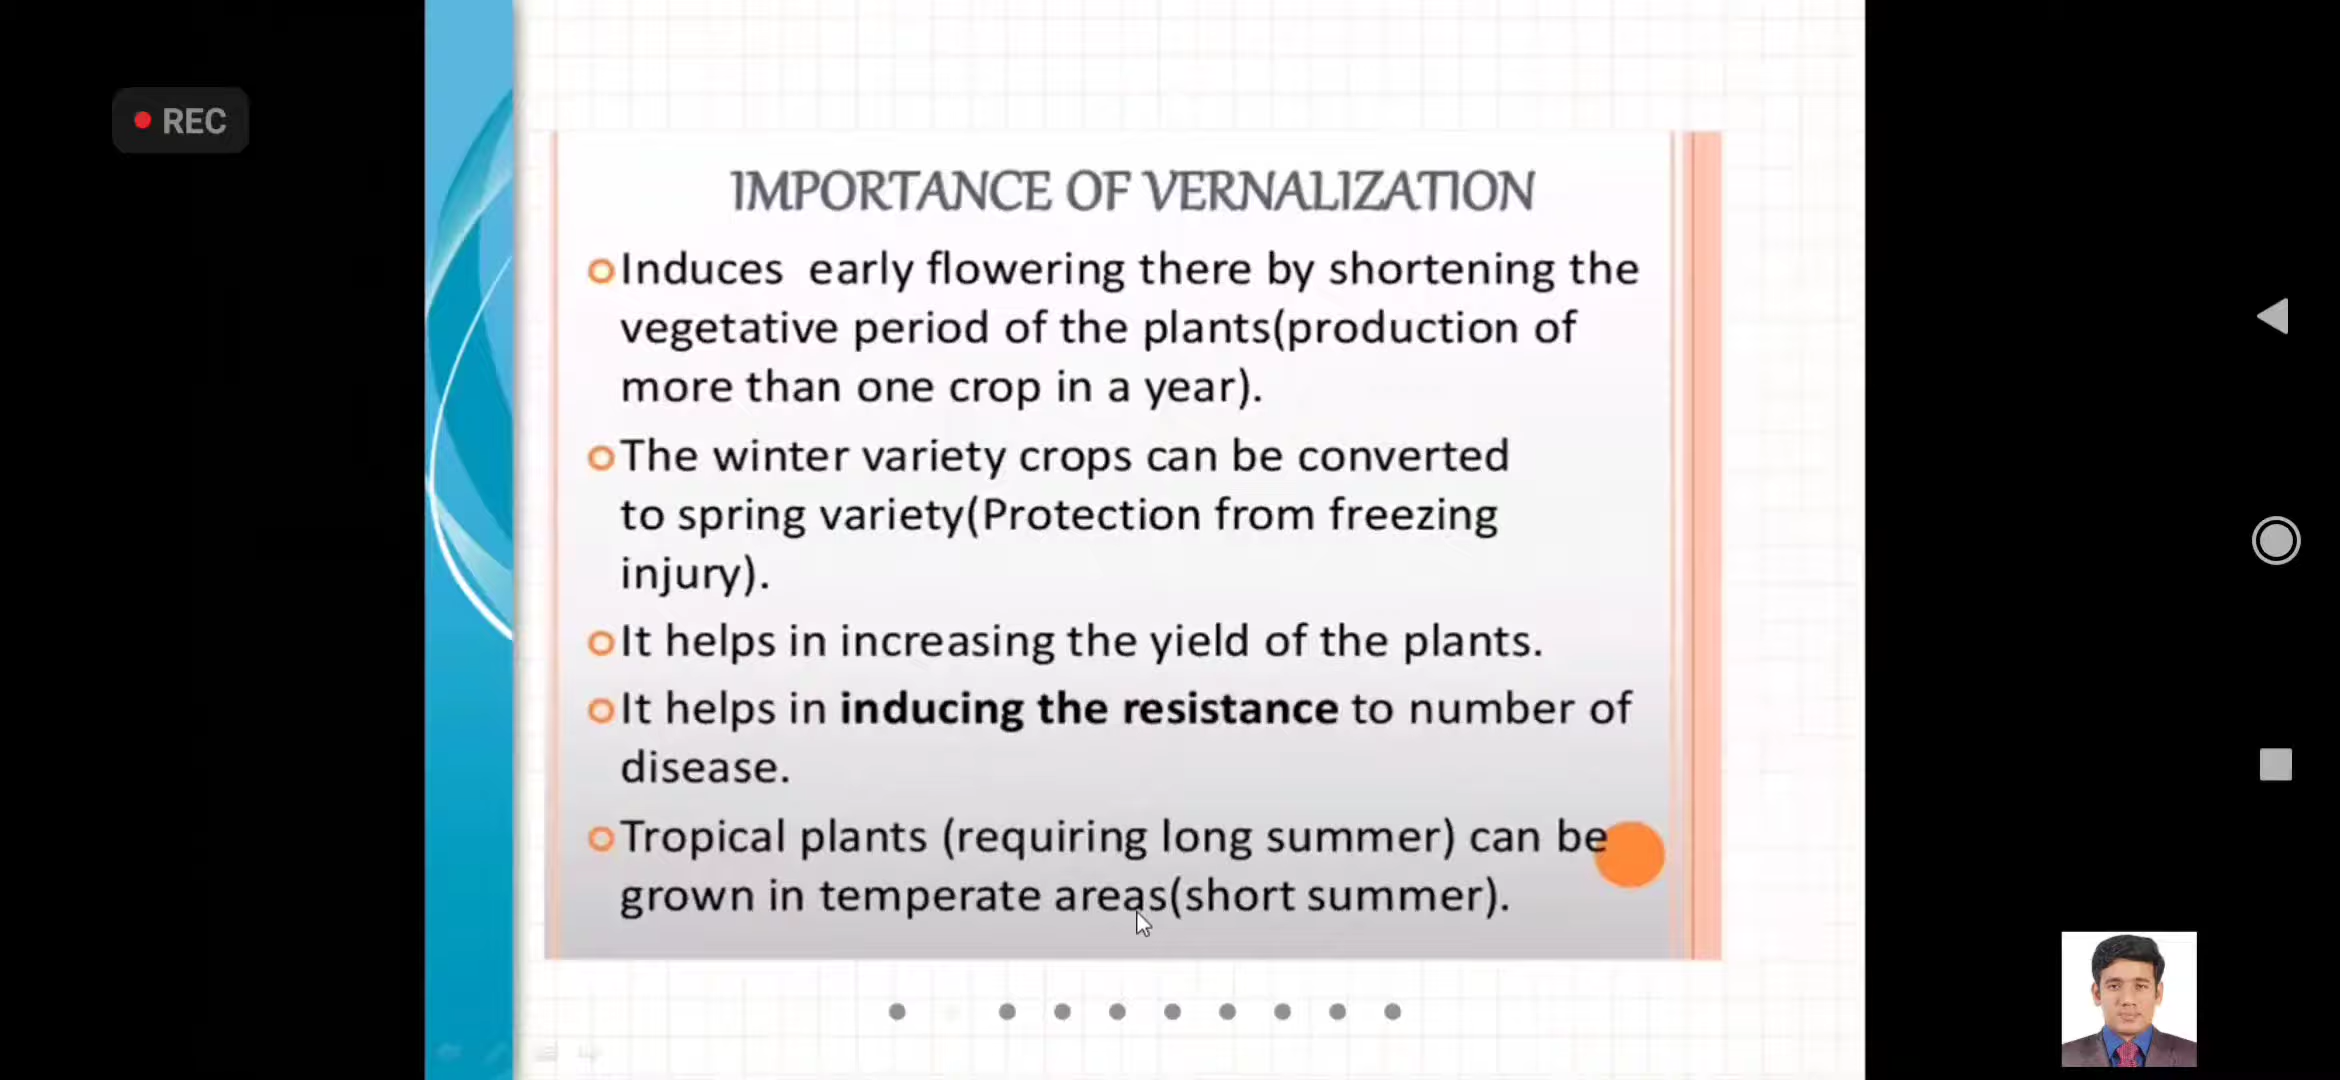 REC
IMPORTANCE OF VERNALIZATION
Induces early flowering there by shortening the
vegetative period of the plants(production of
more than one crop in a year).
The winter variety crops can be converted
to spring variety(Protection from freezing
injury).
It helps in increasing the yield of the plants.
It helps in inducing the resistance to number of
disease.
Tropical plants (requiring long summer) can be
grown in temperate areas(short summer).